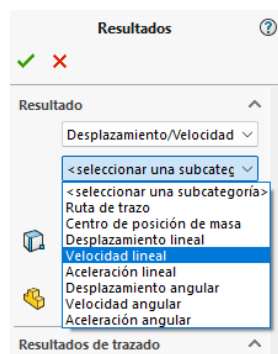 Resultados
Resultado
Desplazamiento/Velocidad
<seleccionar una subcateg
<seleccionar una subcategoría>
Ruta de trazo
Centro de posición de masa
Desplazamiento lineal
Velocidad lineal
Aceleración lineal
Desplazamiento angular
Velocidad angular
Aceleración angular
Resultados de trazado